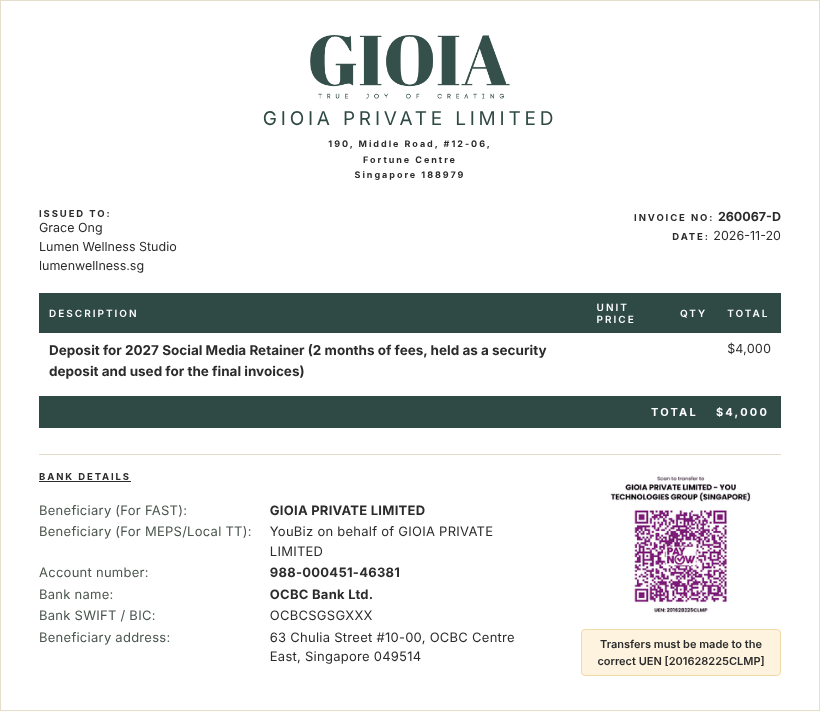 GIOIA
TRUE JOY OF CREATING
GIOIA PRIVATE LIMITED
190, Middle Road, #12-06,
Fortune Centre
Singapore 188979
ISSUED TO:
Grace Ong
Lumen Wellness Studio
lumenwellness.sg
INVOICE NO: 260067-D
DATE: 2026-11-20
DESCRIPTION UNIT PRICE QTY TOTAL
Deposit for 2027 Social Media Retainer (2 months of fees, held as a security $4,000
deposit and used for the final invoices)
TOTAL $4,000
BANK DETAILS
Beneficiary (For FAST): GIOIA PRIVATE LIMITED
Beneficiary (For MEPS/Local TT): YouBiz on behalf of GIOIA PRIVATE
LIMITED
Account number: 988-000451-46381
Bank name: OCBC Bank Ltd.
Bank SWIFT / BIC: OCBCSGSGXXX
Beneficiary address: 63 Chulia Street #10-00, OCBC Centre
East, Singapore 049514
Scan to transfer to
GIOIA PRIVATE LIMITED - YOU
TECHNOLOGIES GROUP (SINGAPORE)
PAY
NOW
UEN: 201628225CLMP
Transfers must be made to the
correct UEN [201628225CLMP]